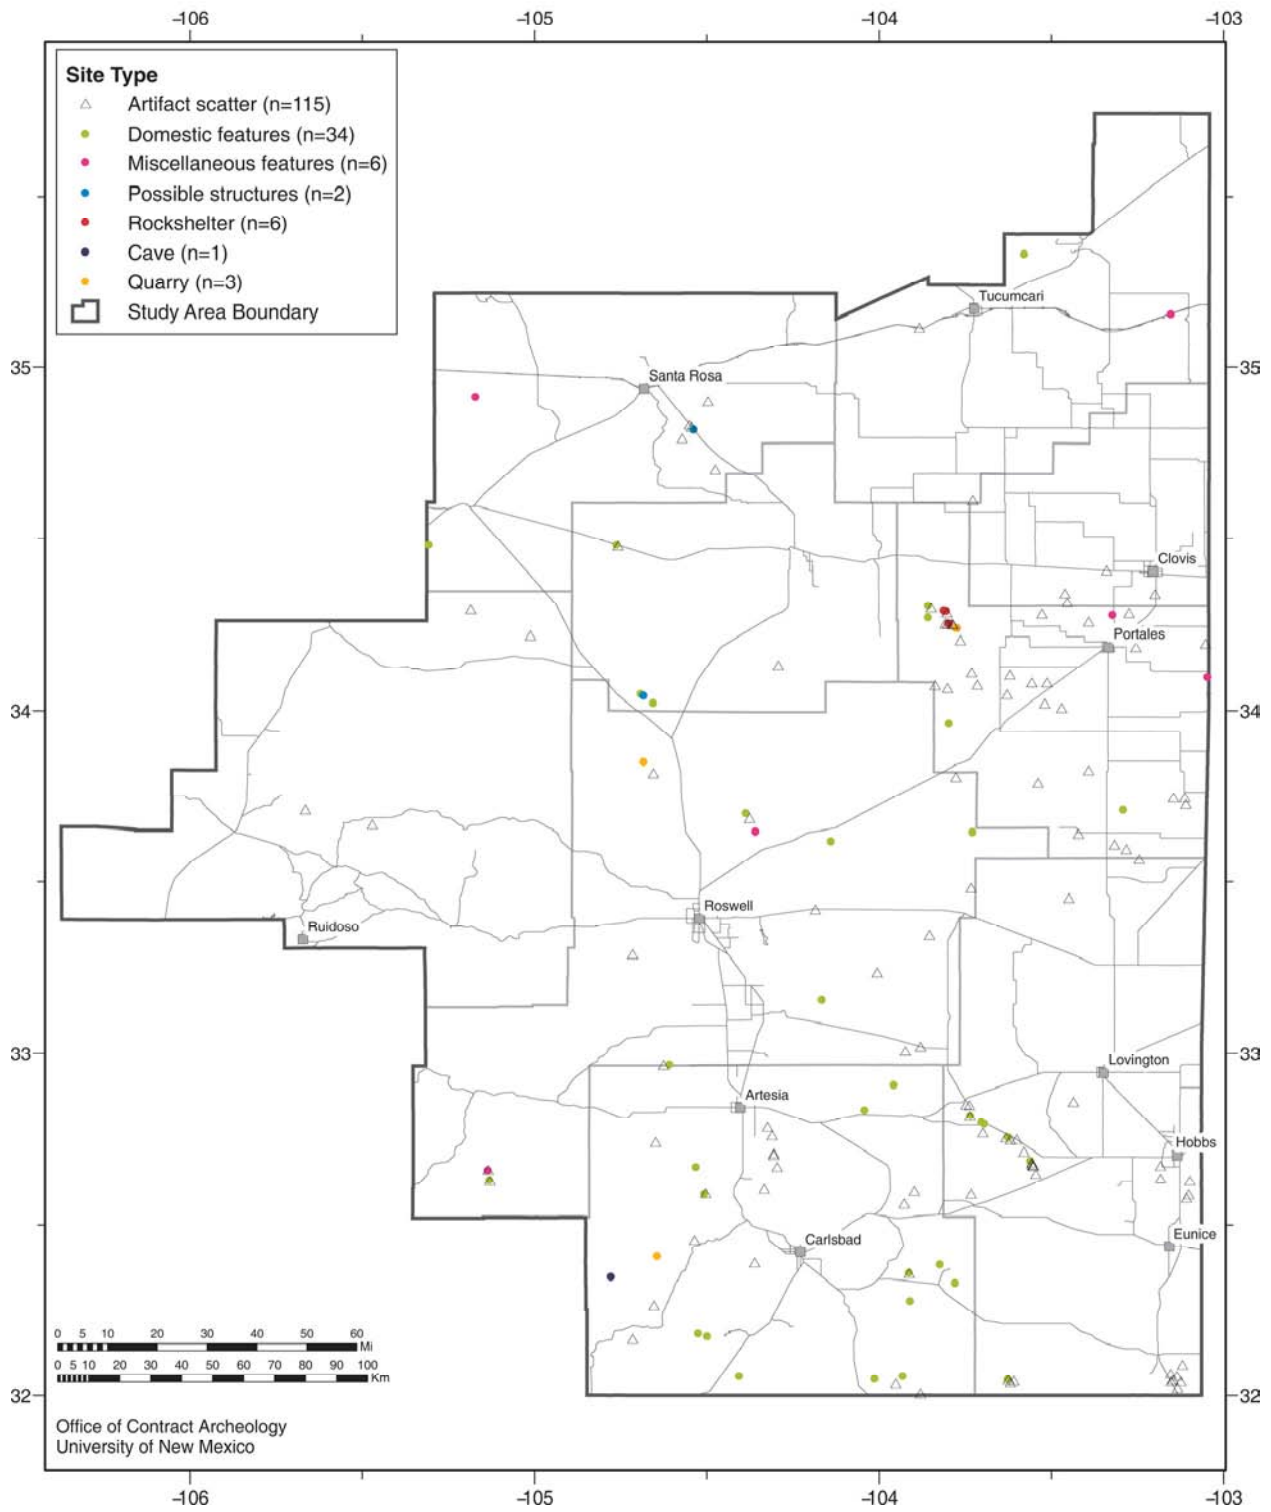 −106 −105 −104 −103
Site Type
Artifact scatter (n=115)
Domestic features (n=34)
Miscellaneous features (n=6)
Possible structures (n=2)
Rockshelter (n=6)
Cave (n=1)
Quarry (n=3)
Study Area Boundary
Tucumcari
35 35
Santa Rosa
Clovis
Portales
34 34
Roswell
Ruidoso
33 33
Lovington
Artesia
Hobbs
Eunice
Carlsbad
0 5 10 20 30 40 50 60
Mi
0 5 10 20 30 40 50 60 70 80 90 100
Km
32 32
Office of Contract Archeology
University of New Mexico
−106 −105 −104 −103